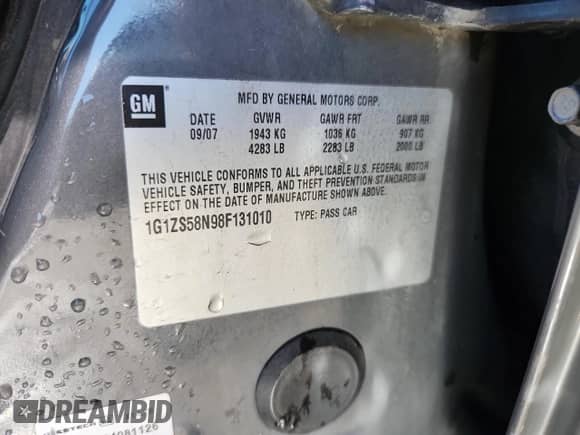 GM
MFD BY GENERAL MOTORS CORP.
DATE GVWR GAWR FRT GAWR RR
09/07 1943 KG 1036 KG 907 KG
4283 LB 2283 LB 2000 LB
THIS VEHICLE CONFORMS TO ALL APPLICABLE U.S. FEDERAL MOTOR
VEHICLE SAFETY, BUMPER, AND THEFT PREVENTION STANDARDS IN
EFFECT ON THE DATE OF MANUFACTURE SHOWN ABOVE.
1G1ZS58N98F131010 TYPE: PASS CAR
DREAMBID